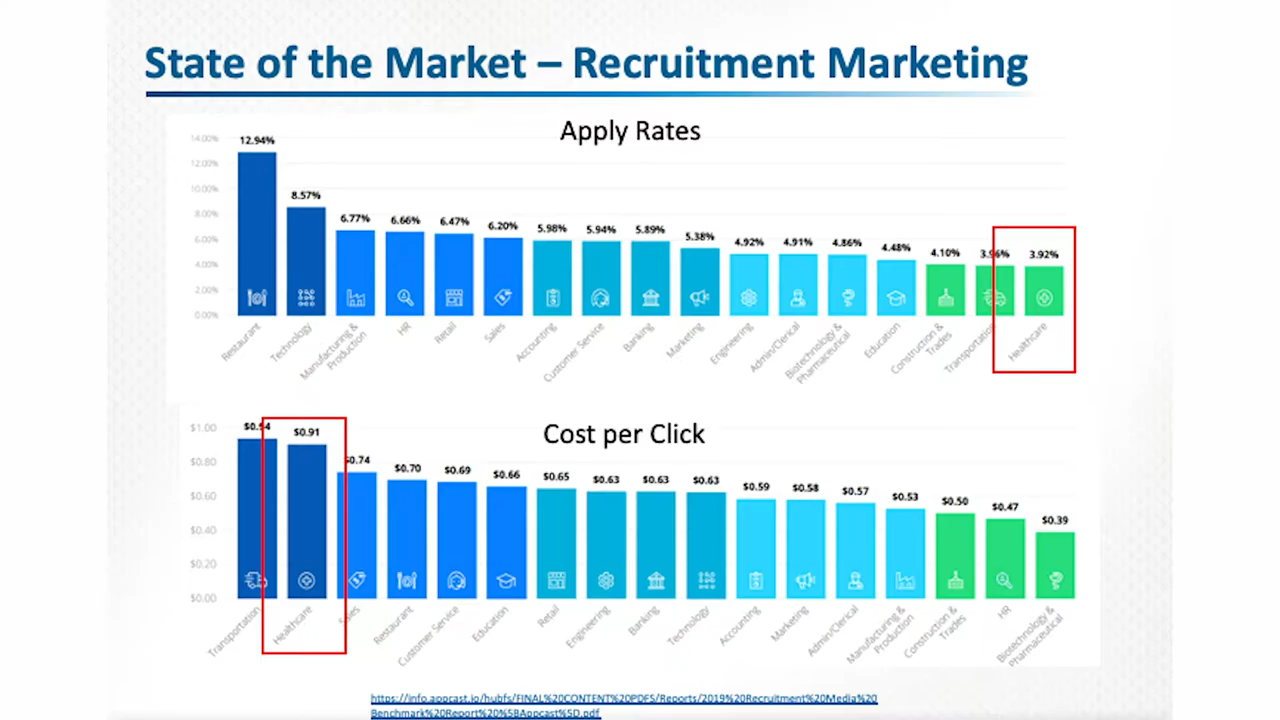 State of the Market – Recruitment Marketing
Apply Rates
14.00%
12.00%
10.00%
8.00%
6.00%
4.00%
2.00%
0.00%
12.94%
8.57%
6.77%
6.66%
6.47%
6.20%
5.98%
5.94%
5.89%
5.38%
4.92%
4.91%
4.86%
4.48%
4.10%
3.96%
3.92%
Restaurant
Technology
Manufacturing &
Production
HR
Retail
Sales
Accounting
Customer Service
Banking
Marketing
Engineering
Admin/Clerical
Biotechnology &
Pharmaceutical
Education
Construction &
Trades
Transportation
Healthcare
Cost per Click
$1.00
$0.80
$0.60
$0.40
$0.20
$0.00
$0.94
$0.91
$0.74
$0.70
$0.69
$0.66
$0.65
$0.63
$0.63
$0.63
$0.59
$0.58
$0.57
$0.53
$0.50
$0.47
$0.39
Transportation
Healthcare
Sales
Restaurant
Customer Service
Education
Retail
Engineering
Banking
Technology
Accounting
Marketing
Admin/Clerical
Manufacturing &
Production
Construction &
Trades
HR
Biotechnology &
Pharmaceutical
https://info.appcast.io/hubfs/FINAL%20CONTENT%20PDFS/Reports/2019%20Recruitment%20Media%20
Benchmark%20Report%20%5BAppcast%5D.pdf